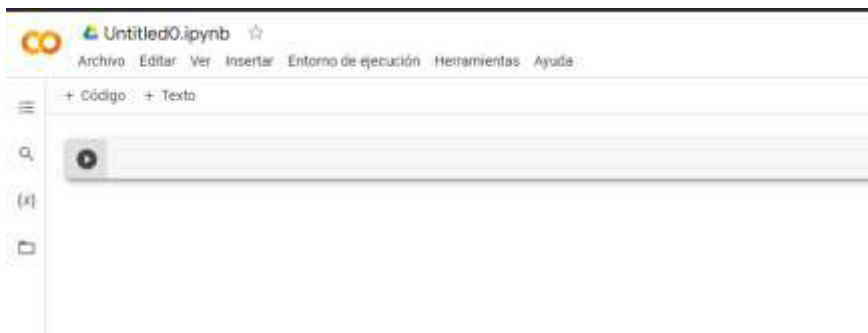 CO Untitled0.ipynb
Archivo Editar Ver Insertar Entorno de ejecución Herramientas Ayuda
+ Código + Texto
{x}